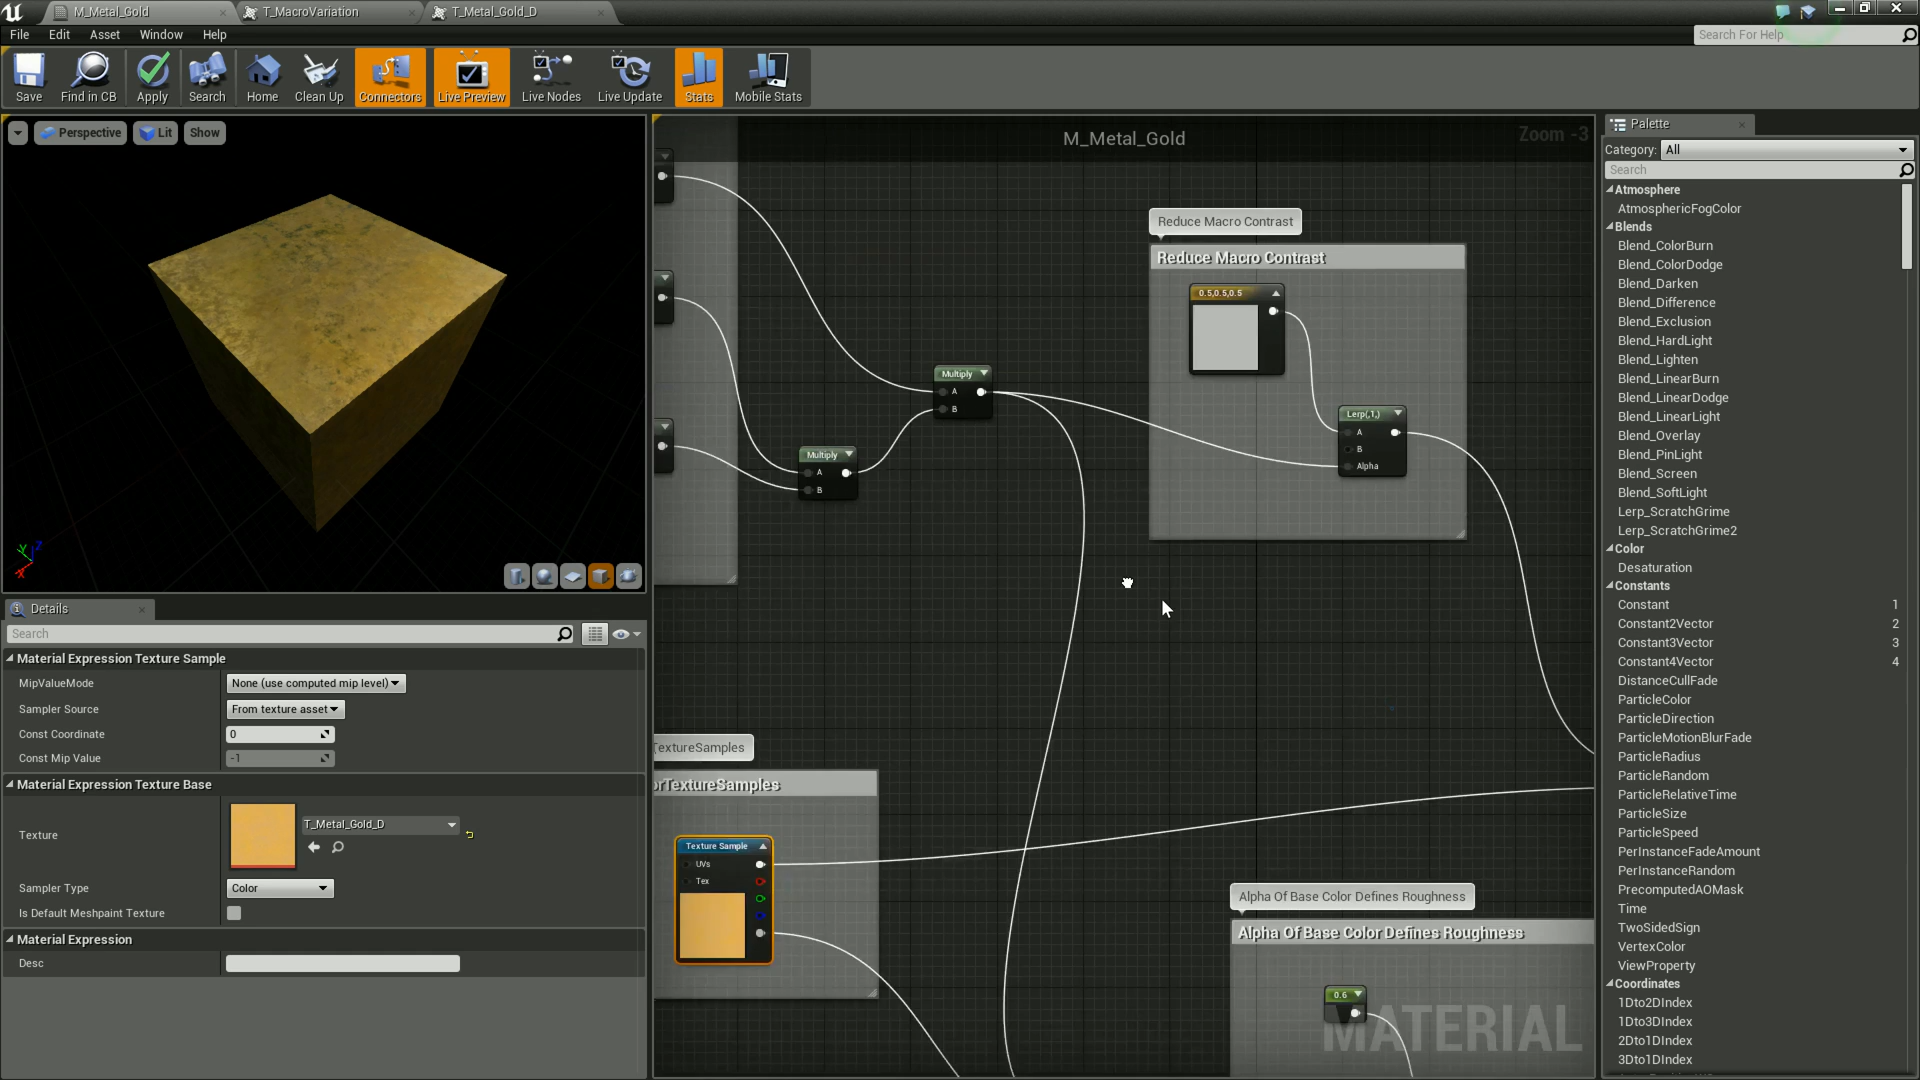 M_Metal_Gold
T_MacroVariation
T_Metal_Gold_D
File Edit Asset Window Help
Search For Help
Save
Find in CB
Apply
Search
Home
Clean Up
Connectors
Live Preview
Live Nodes
Live Update
Stats
Mobile Stats
Perspective
Lit
Show
Z
Y
X
Details
Search
Material Expression Texture Sample
MipValueMode None (use computed mip level)
Sampler Source From texture asset
Const Coordinate 0
Const Mip Value -1
Material Expression Texture Base
Texture T_Metal_Gold_D
Sampler Type Color
Is Default Meshpaint Texture
Material Expression
Desc
M_Metal_Gold
Zoom -3
Reduce Macro Contrast
Reduce Macro Contrast
0.5,0.5,0.5
Multiply
A
B
Multiply
A
B
Lerp(,1,)
A
B
Alpha
TextureSamples
orTextureSamples
Texture Sample
UVs
Tex
Alpha Of Base Color Defines Roughness
Alpha Of Base Color Defines Roughness
0.6
MATERIAL
Palette
Category: All
Search
Atmosphere
AtmosphericFogColor
Blends
Blend_ColorBurn
Blend_ColorDodge
Blend_Darken
Blend_Difference
Blend_Exclusion
Blend_HardLight
Blend_Lighten
Blend_LinearBurn
Blend_LinearDodge
Blend_LinearLight
Blend_Overlay
Blend_PinLight
Blend_Screen
Blend_SoftLight
Lerp_ScratchGrime
Lerp_ScratchGrime2
Color
Desaturation
Constants
Constant 1
Constant2Vector 2
Constant3Vector 3
Constant4Vector 4
DistanceCullFade
ParticleColor
ParticleDirection
ParticleMotionBlurFade
ParticleRadius
ParticleRandom
ParticleRelativeTime
ParticleSize
ParticleSpeed
PerInstanceFadeAmount
PerInstanceRandom
PrecomputedAOMask
Time
TwoSidedSign
VertexColor
ViewProperty
Coordinates
1Dto2DIndex
1Dto3DIndex
2Dto1DIndex
3Dto1DIndex